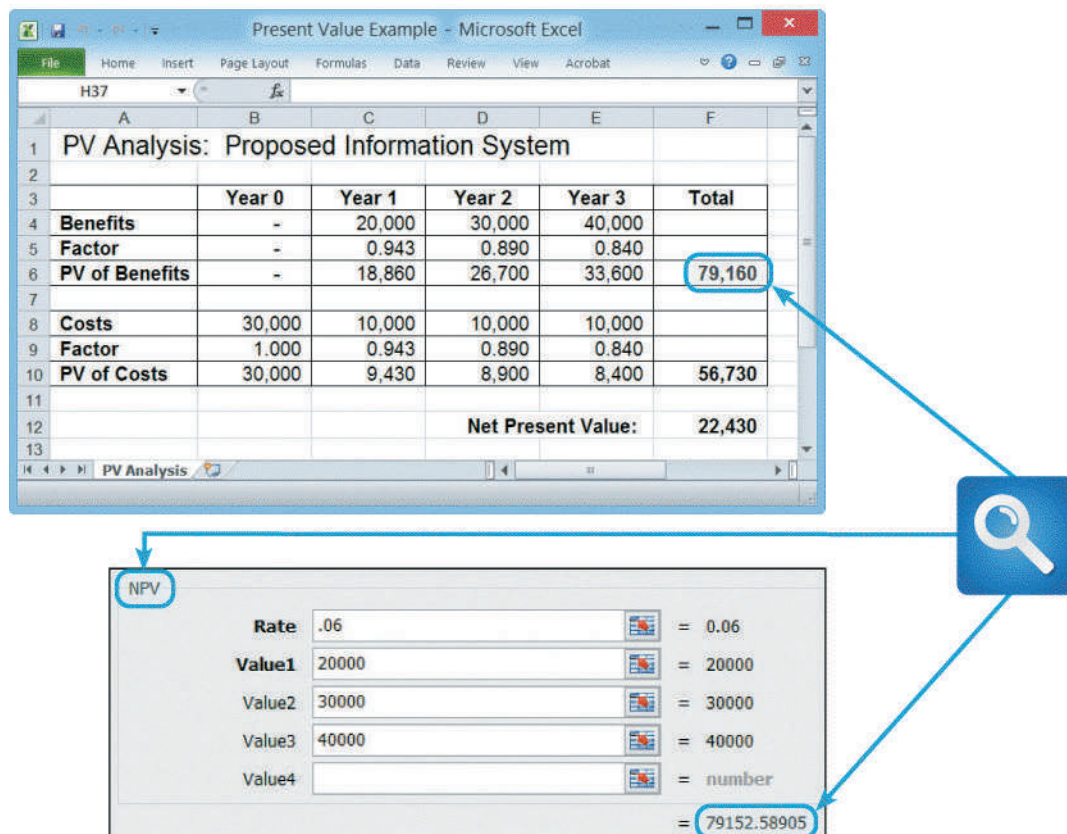 Present Value Example - Microsoft Excel
File Home Insert Page Layout Formulas Data Review View Acrobat
H37 fx
A B C D E F
1 PV Analysis: Proposed Information System
2
3 Year 0 Year 1 Year 2 Year 3 Total
4 Benefits - 20,000 30,000 40,000
5 Factor - 0.943 0.890 0.840
6 PV of Benefits - 18,860 26,700 33,600 79,160
7
8 Costs 30,000 10,000 10,000 10,000
9 Factor 1.000 0.943 0.890 0.840
10 PV of Costs 30,000 9,430 8,900 8,400 56,730
11
12 Net Present Value: 22,430
13
PV Analysis
NPV
Rate .06 = 0.06
Value1 20000 = 20000
Value2 30000 = 30000
Value3 40000 = 40000
Value4 = number
= 79152.58905